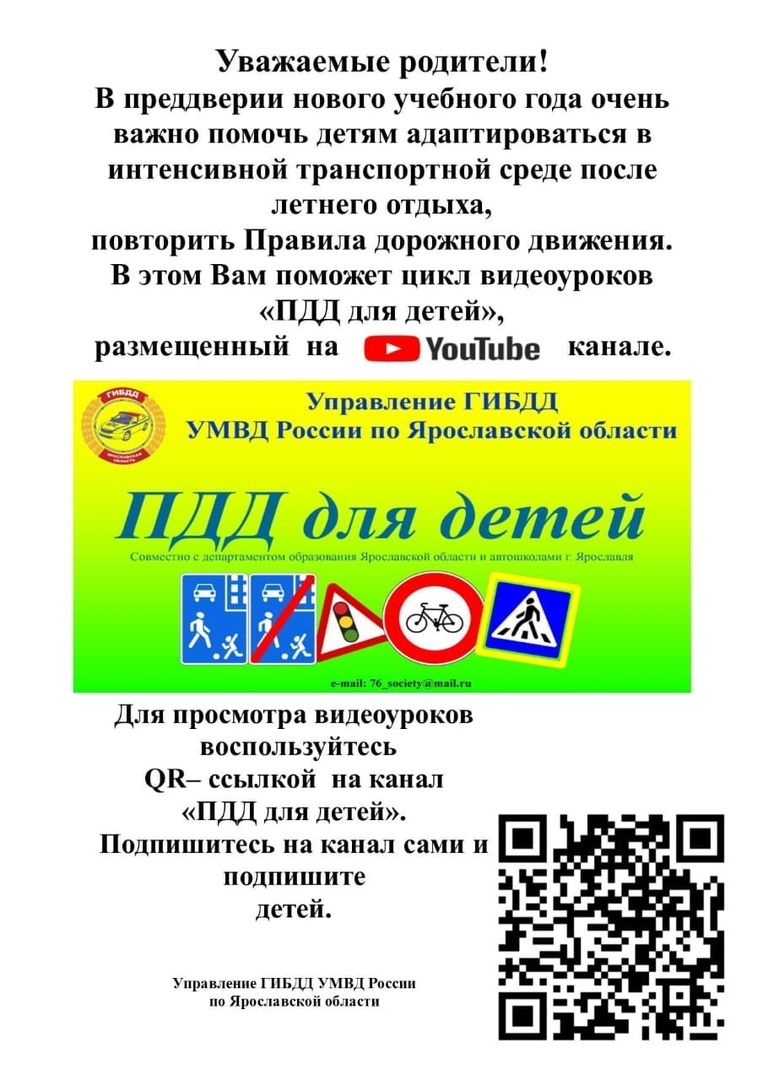 Уважаемые родители!
В преддверии нового учебного года очень
важно помочь детям адаптироваться в
интенсивной транспортной среде после
летнего отдыха,
повторить Правила дорожного движения.
В этом Вам поможет цикл видеоуроков
«ПДД для детей»,
размещенный на YouTube канале.
ГИБДД
ЯРОСЛАВСКАЯ
ОБЛАСТЬ
Управление ГИБДД
УМВД России по Ярославской области
ПДД для детей
Совместно с департаментом образования Ярославской области и автошколами г. Ярославля
e-mail: 76_society@mail.ru
Для просмотра видеоуроков
воспользуйтесь
QR– ссылкой на канал
«ПДД для детей».
Подпишитесь на канал сами и
подпишите
детей.
Управление ГИБДД УМВД России
по Ярославской области